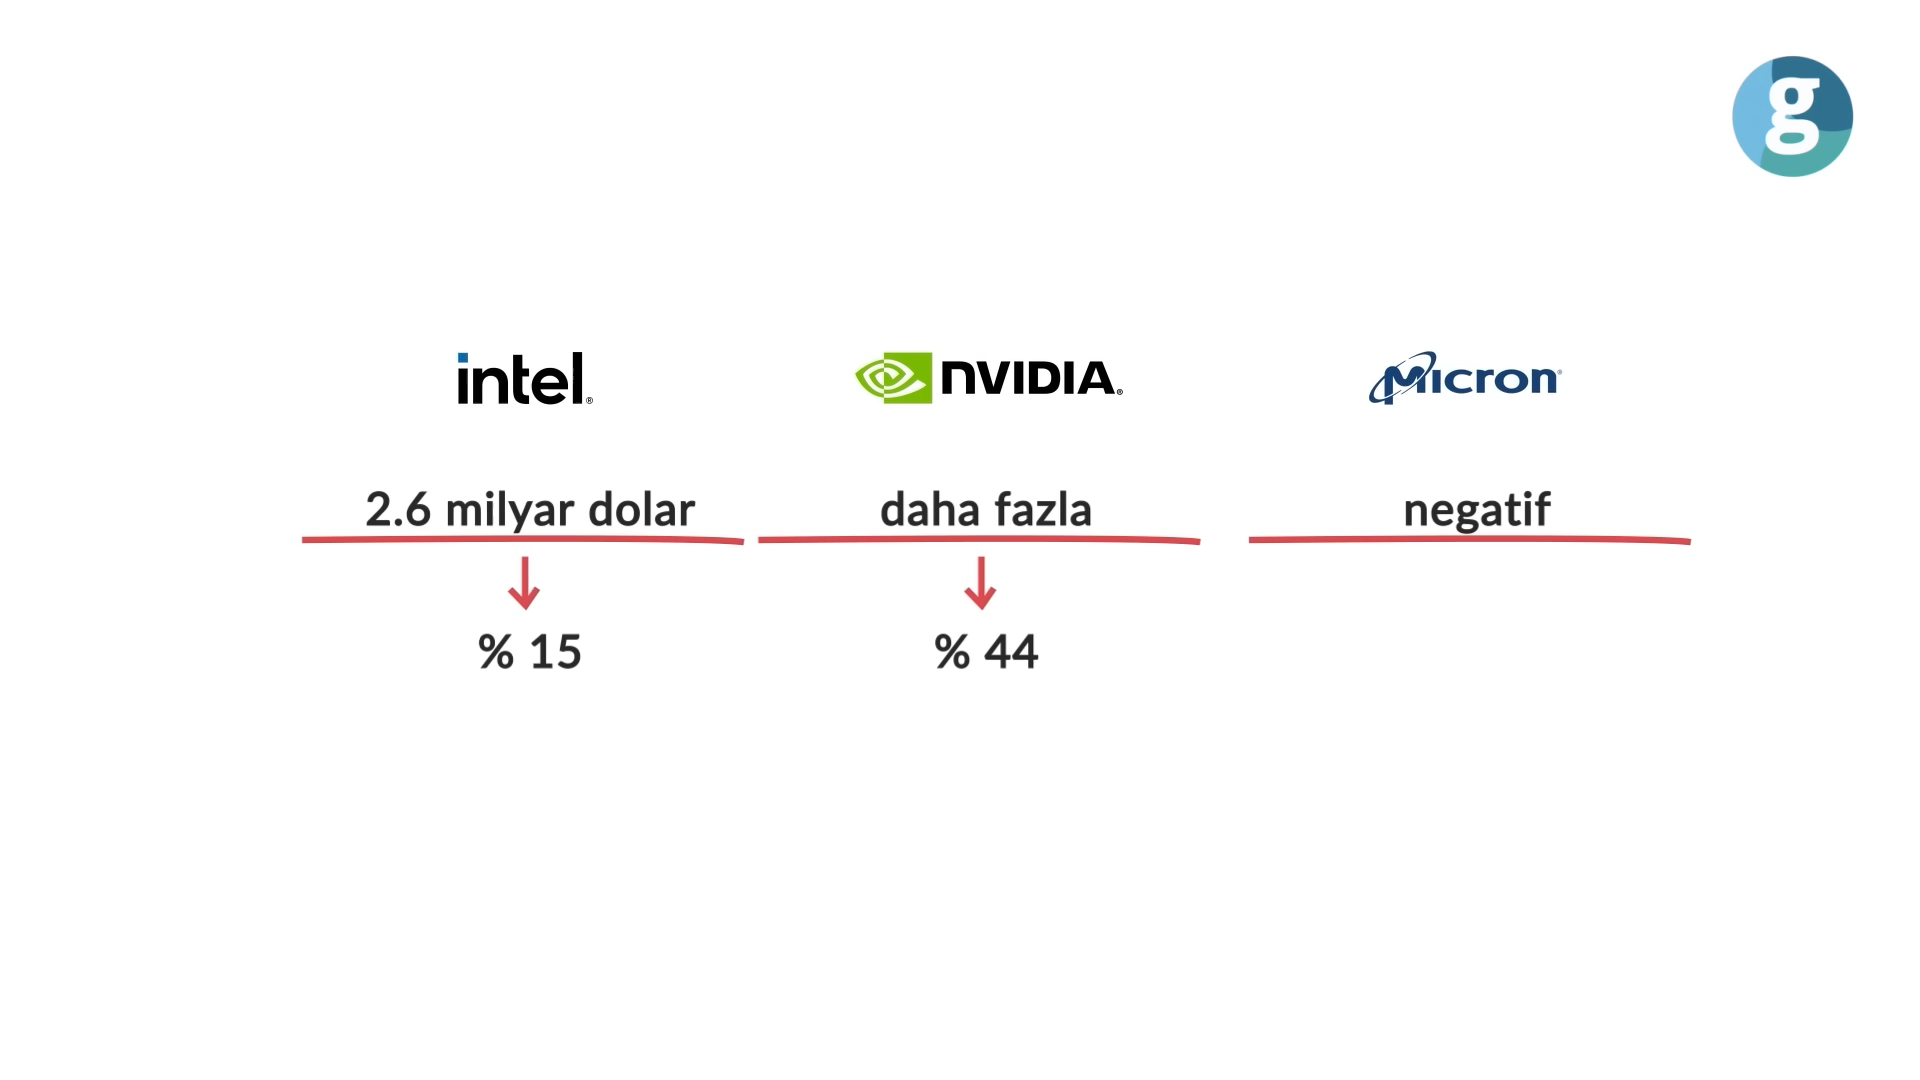 g
intel®
NVIDIA®
Micron®
2.6 milyar dolar
daha fazla
negatif
% 15
% 44